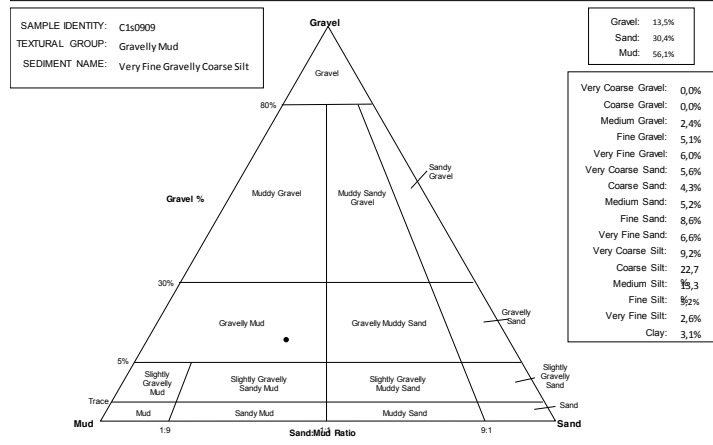 SAMPLE IDENTITY: C1s0909
TEXTURAL GROUP: Gravelly Mud
SEDIMENT NAME: Very Fine Gravelly Coarse Silt
Gravel
Gravel: 13,5%
Sand: 30,4%
Mud: 56,1%
Gravel
80%
Sandy
Gravel
Muddy Gravel
Muddy Sandy
Gravel
Gravel %
30%
Gravelly
Sand
Gravelly Mud
Gravelly Muddy Sand
5%
Slightly
Gravelly
Mud
Slightly Gravelly
Sandy Mud
Slightly Gravelly
Muddy Sand
Slightly
Gravelly
Sand
Trace
Mud
Sandy Mud
Muddy Sand
Sand
Mud
1:9
Sand:Mud Ratio
9:1
Sand
Very Coarse Gravel: 0,0%
Coarse Gravel: 0,0%
Medium Gravel: 2,4%
Fine Gravel: 5,1%
Very Fine Gravel: 6,0%
Very Coarse Sand: 5,6%
Coarse Sand: 4,3%
Medium Sand: 5,2%
Fine Sand: 8,6%
Very Fine Sand: 6,6%
Very Coarse Silt: 9,2%
Coarse Silt: 22,7
Medium Silt: 13,3
Fine Silt:
Very Fine Silt: 2,6%
Clay: 3,1%